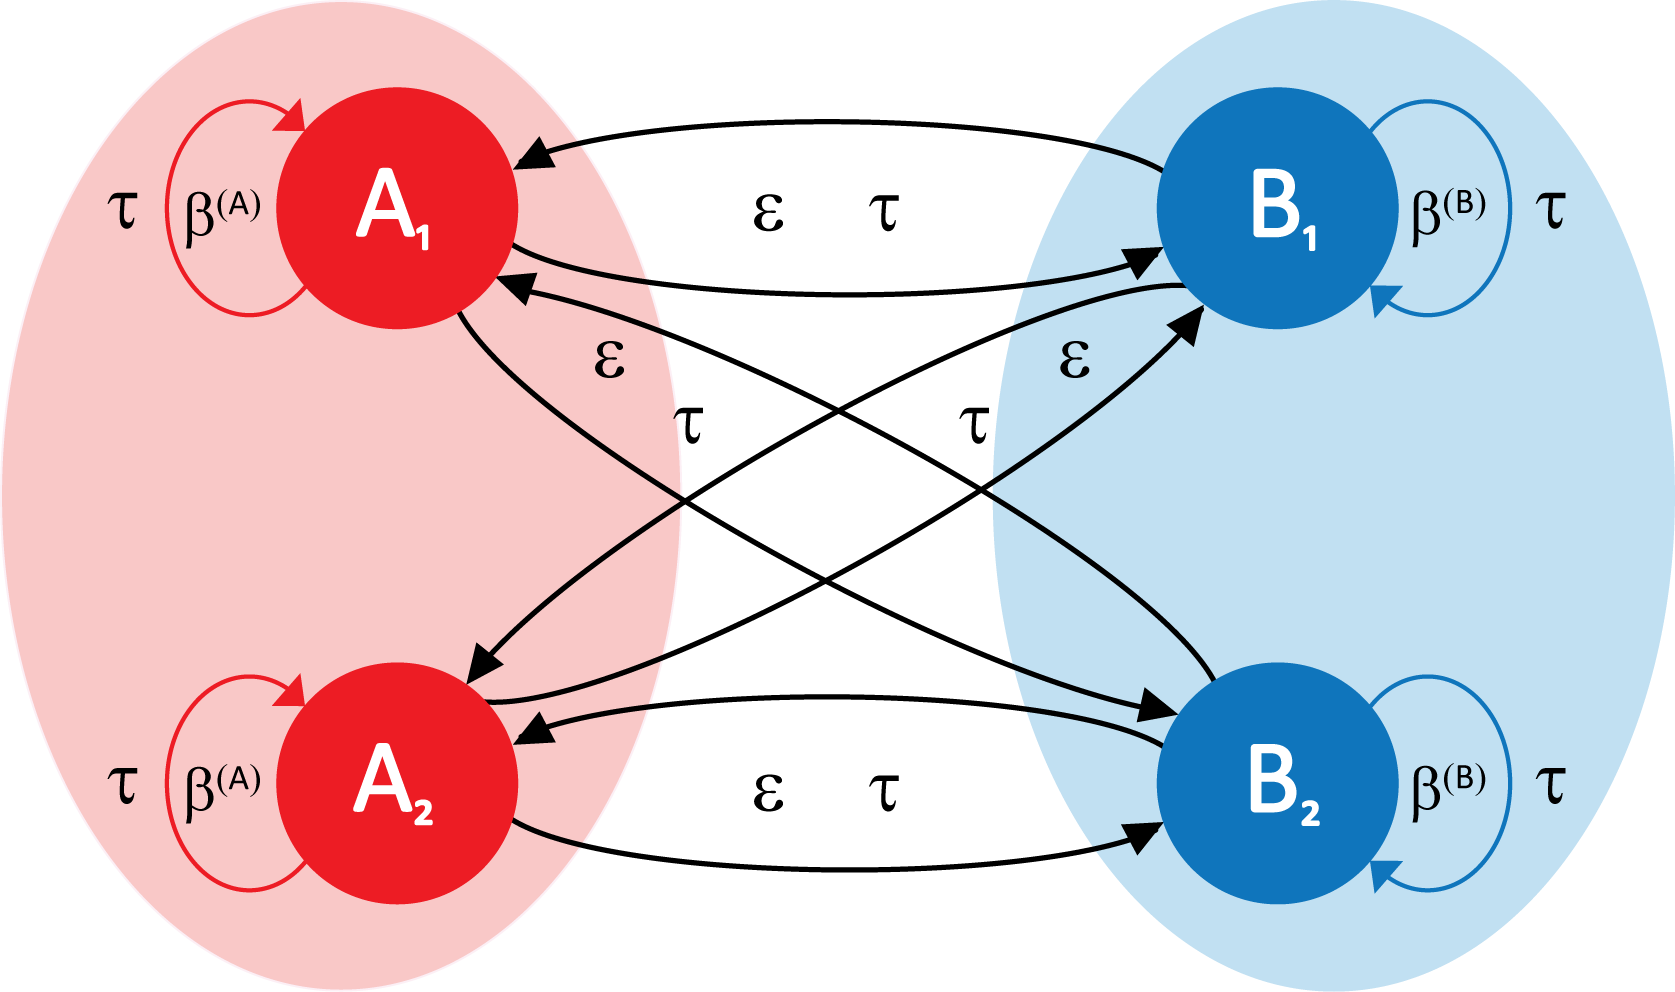 τ β(A) A₁ ε τ B₁ β(B) τ
ε ε
τ τ
τ β(A) A₂ ε τ B₂ β(B) τ